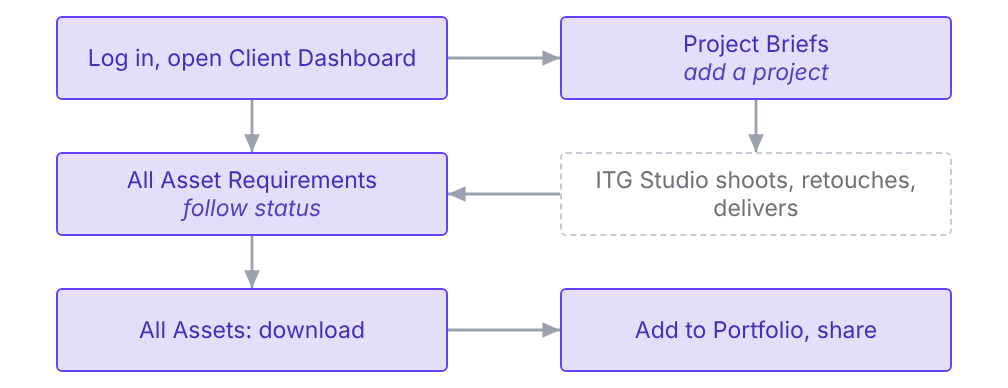 Log in, open Client Dashboard
Project Briefs
add a project
All Asset Requirements
follow status
ITG Studio shoots, retouches,
delivers
All Assets: download
Add to Portfolio, share